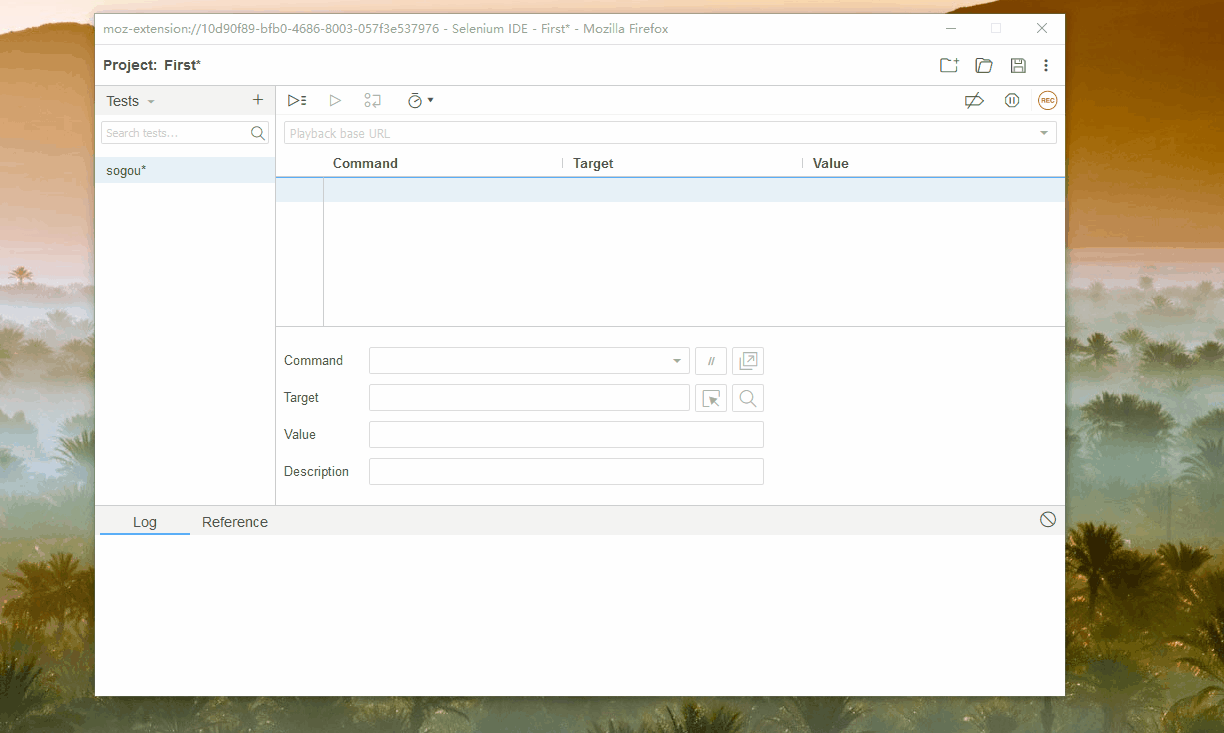 moz-extension://10d90f89-bfb0-4686-8003-057f3e537976 - Selenium IDE - First* - Mozilla Firefox
Project: First*
Tests
Search tests...
sogou*
REC
Playback base URL
Command Target Value
Command //
Target
Value
Description
Log Reference